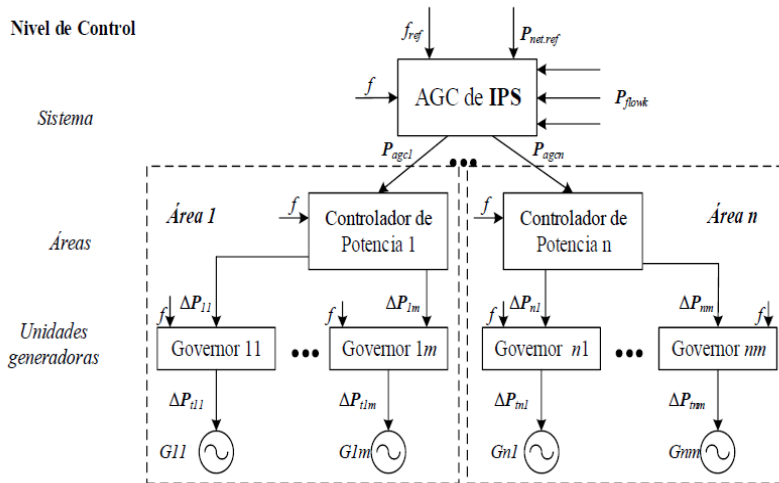 Nivel de Control
f_ref
P_net.ref
AGC de IPS
f
P_flowk
Sistema
P_agc1
P_agcn
Área 1
f
Controlador de
Potencia 1
f
Controlador de
Potencia n
Área n
Áreas
f
ΔP_11
f
ΔP_1m
f
ΔP_n1
ΔP_nm
f
Unidades
generadoras
Governor 11
Governor 1m
Governor n1
Governor nm
ΔP_t11
ΔP_t1m
ΔP_tn1
ΔP_tnm
G11
G1m
Gn1
Gnm